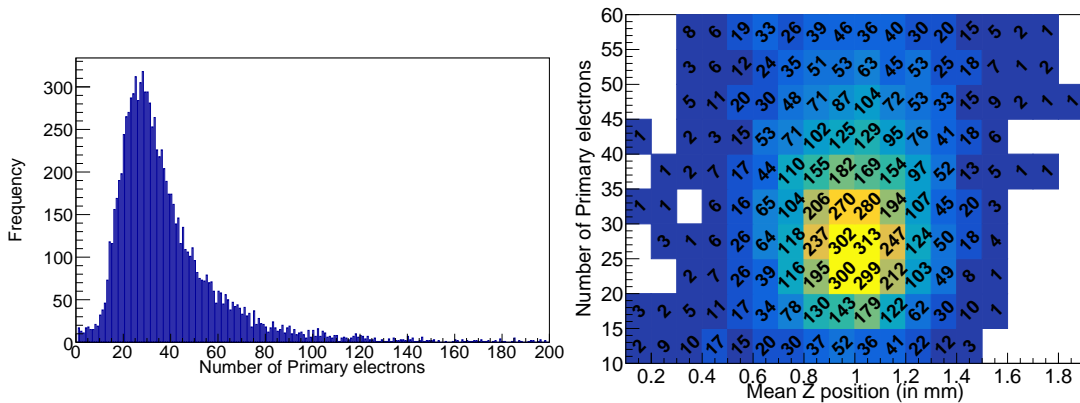 Frequency
300
250
200
150
100
50
0
0 20 40 60 80 100 120 140 160 180 200
Number of Primary electrons
Number of Primary electrons
60
8 6 19 33 26 39 46 36 40 30 20 15 5 2 1
55
3 6 12 24 35 51 53 63 45 53 25 18 7 1 2
50
5 11 20 30 48 71 87 104 72 53 33 15 9 2 1 1
45
1 2 3 15 53 71 102 125 129 95 76 41 18 6
40
1 2 7 17 44 110 155 182 169 154 97 52 13 5 1 1
35
1 1 6 16 65 104 206 270 280 194 107 45 20 3
30
3 1 6 26 64 118 237 302 313 247 124 50 18 4
25
2 7 26 39 116 195 300 299 212 103 49 8 1
20
3 2 5 11 17 34 78 130 143 179 122 62 30 10 1
15
2 9 10 17 15 20 30 37 52 36 41 22 12 3
10
0.2 0.4 0.6 0.8 1 1.2 1.4 1.6 1.8
Mean Z position (in mm)